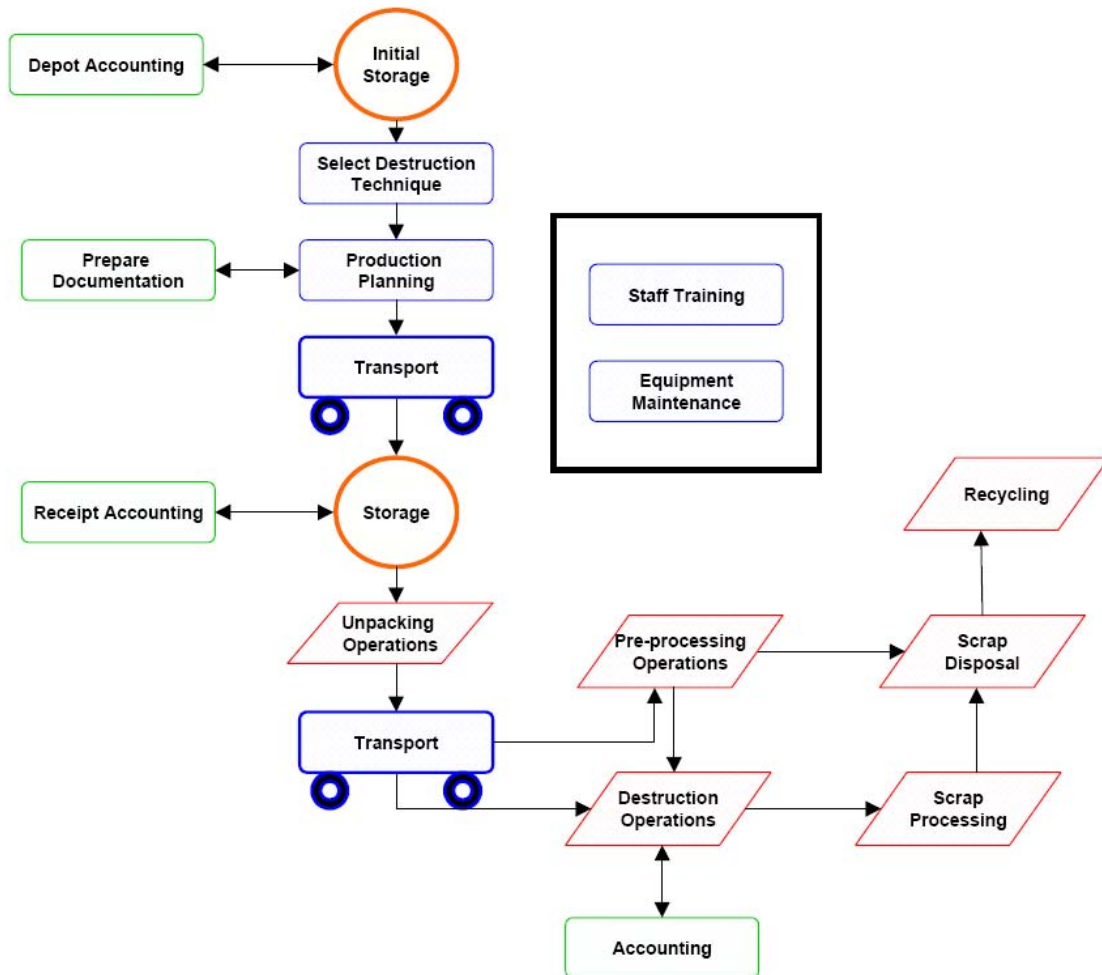 Depot Accounting
Initial
Storage
Select Destruction
Technique
Prepare
Documentation
Production
Planning
Staff Training
Transport
Equipment
Maintenance
Receipt Accounting
Storage
Recycling
Unpacking
Operations
Pre-processing
Operations
Scrap
Disposal
Transport
Destruction
Operations
Scrap
Processing
Accounting